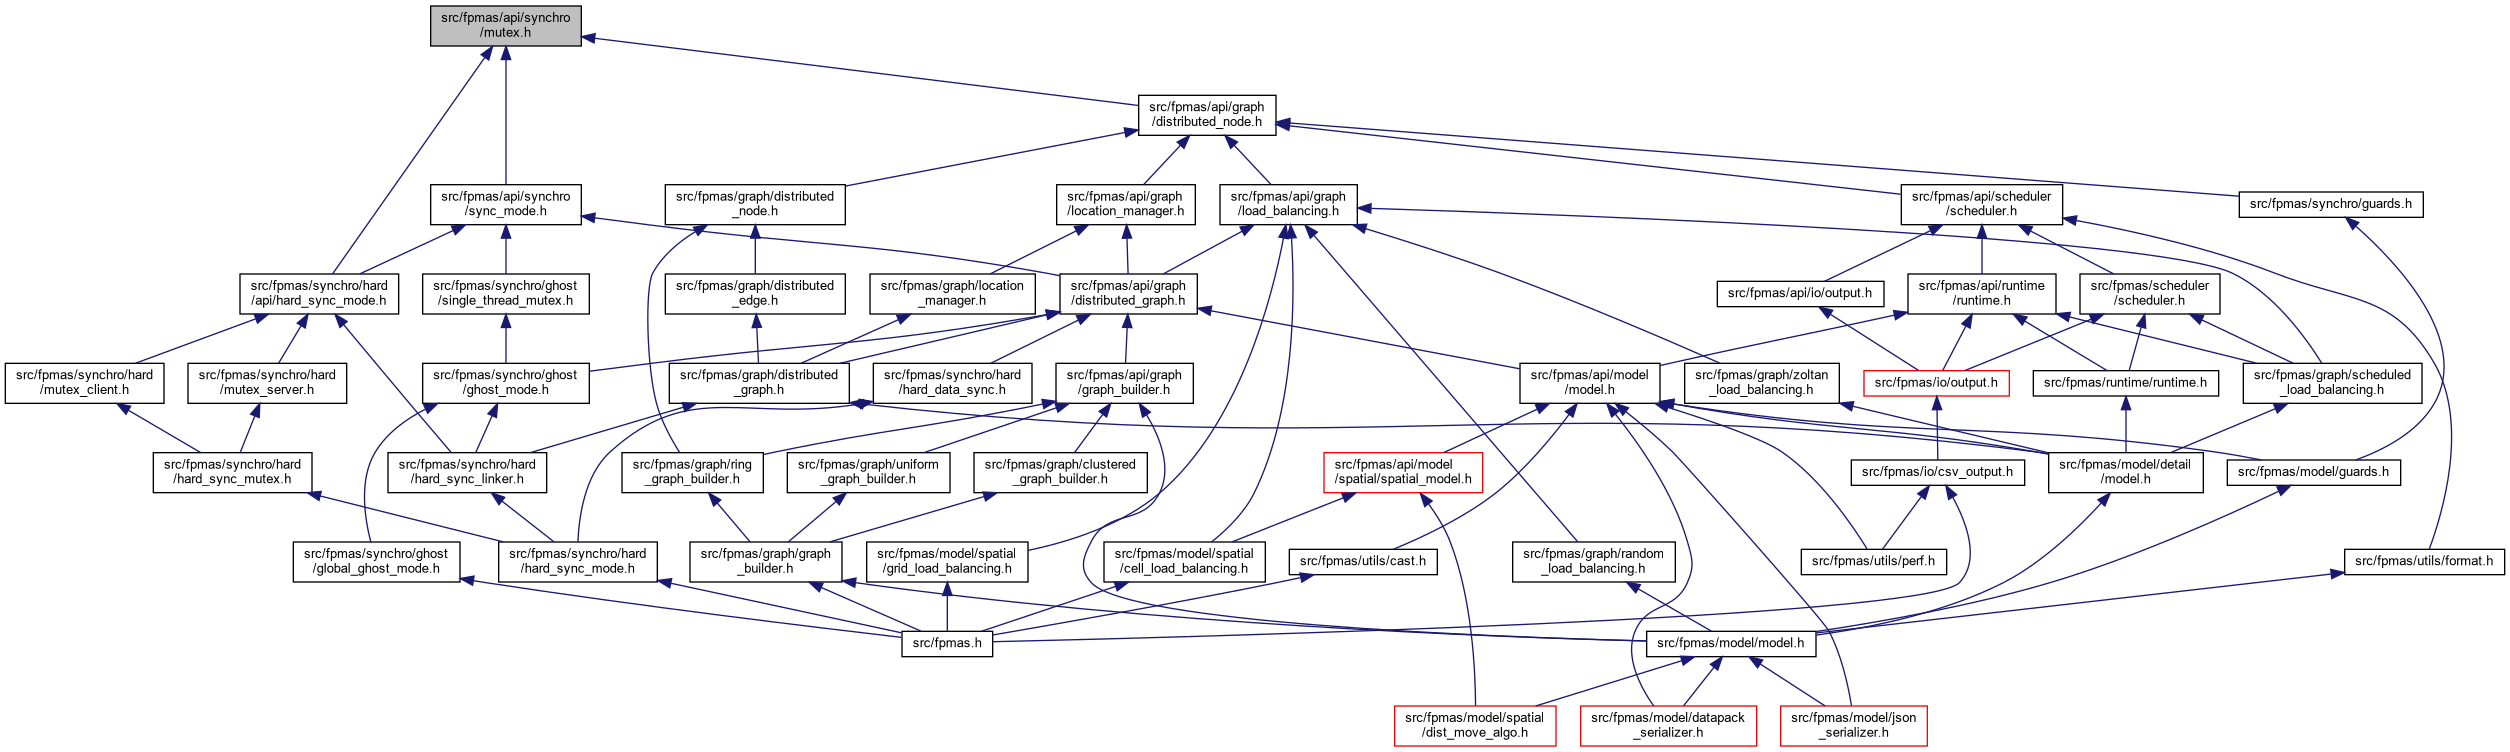 src/fpmas/api/synchro
/mutex.h
src/fpmas/api/graph
/distributed_node.h
src/fpmas/api/synchro
/sync_mode.h
src/fpmas/graph/distributed
_node.h
src/fpmas/api/graph
/location_manager.h
src/fpmas/api/graph
/load_balancing.h
src/fpmas/api/scheduler
/scheduler.h
src/fpmas/synchro/guards.h
src/fpmas/synchro/hard
/api/hard_sync_mode.h
src/fpmas/synchro/ghost
/single_thread_mutex.h
src/fpmas/graph/distributed
_edge.h
src/fpmas/graph/location
_manager.h
src/fpmas/api/graph
/distributed_graph.h
src/fpmas/api/io/output.h
src/fpmas/api/runtime
/runtime.h
src/fpmas/scheduler
/scheduler.h
src/fpmas/synchro/hard
/mutex_client.h
src/fpmas/synchro/hard
/mutex_server.h
src/fpmas/synchro/ghost
/ghost_mode.h
src/fpmas/graph/distributed
_graph.h
src/fpmas/synchro/hard
/hard_data_sync.h
src/fpmas/api/graph
/graph_builder.h
src/fpmas/api/model
/model.h
src/fpmas/graph/zoltan
_load_balancing.h
src/fpmas/io/output.h
src/fpmas/runtime/runtime.h
src/fpmas/graph/scheduled
_load_balancing.h
src/fpmas/synchro/hard
/hard_sync_mutex.h
src/fpmas/synchro/hard
/hard_sync_linker.h
src/fpmas/graph/ring
_graph_builder.h
src/fpmas/graph/uniform
_graph_builder.h
src/fpmas/graph/clustered
_graph_builder.h
src/fpmas/api/model
/spatial/spatial_model.h
src/fpmas/io/csv_output.h
src/fpmas/model/detail
/model.h
src/fpmas/model/guards.h
src/fpmas/synchro/ghost
/global_ghost_mode.h
src/fpmas/synchro/hard
/hard_sync_mode.h
src/fpmas/graph/graph
_builder.h
src/fpmas/model/spatial
/grid_load_balancing.h
src/fpmas/model/spatial
/cell_load_balancing.h
src/fpmas/utils/cast.h
src/fpmas/graph/random
_load_balancing.h
src/fpmas/utils/perf.h
src/fpmas/utils/format.h
src/fpmas.h
src/fpmas/model/model.h
src/fpmas/model/spatial
/dist_move_algo.h
src/fpmas/model/datapack
_serializer.h
src/fpmas/model/json
_serializer.h